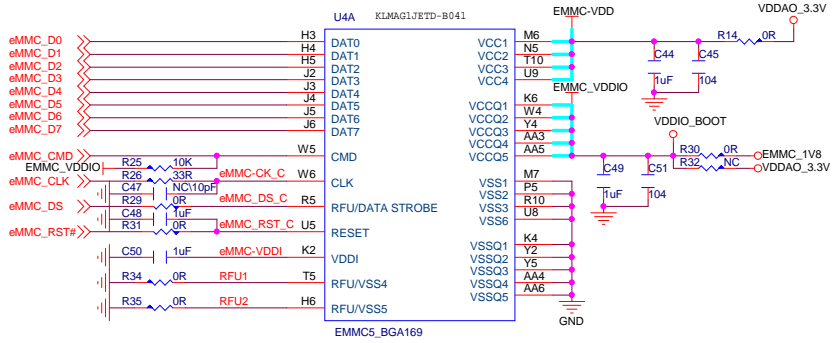 U4A KLMAG1JETD-B041
EMMC-VDD
VDDAO_3.3V
eMMC_D0 H3 DAT0 VCC1 M6 R14 0R
eMMC_D1 H4 DAT1 VCC2 N5
eMMC_D2 H5 DAT2 VCC3 T10 C44 C45
eMMC_D3 J2 DAT3 VCC4 U9
eMMC_D4 J3 DAT4 1uF 104
eMMC_D5 J4 DAT5 EMMC_VDDIO
eMMC_D6 J5 DAT6 VCCQ1 K6
eMMC_D7 J6 DAT7 VCCQ2 W4
VCCQ3 Y4 VDDIO_BOOT
VCCQ4 AA3
eMMC_CMD W5 CMD VCCQ5 AA5 R30 0R EMMC_1V8
EMMC_VDDIO R25 10K R32 NC VDDAO_3.3V
eMMC_CLK R26 33R eMMC-CK_C W6 CLK VSS1 M7 C49 C51
C47 NC\10pF VSS2 P5 1uF 104
eMMC_DS R29 0R eMMC_DS_C R5 RFU/DATA STROBE VSS3 R10
C48 1uF VSS6 U8
eMMC_RST# R31 0R eMMC_RST_C U5 RESET
VSSQ1 K4
C50 1uF eMMC-VDDI K2 VDDI VSSQ2 Y2
VSSQ3 Y5
R34 0R RFU1 T5 RFU/VSS4 VSSQ4 AA4
VSSQ5 AA6
R35 0R RFU2 H6 RFU/VSS5
GND
EMMC5_BGA169